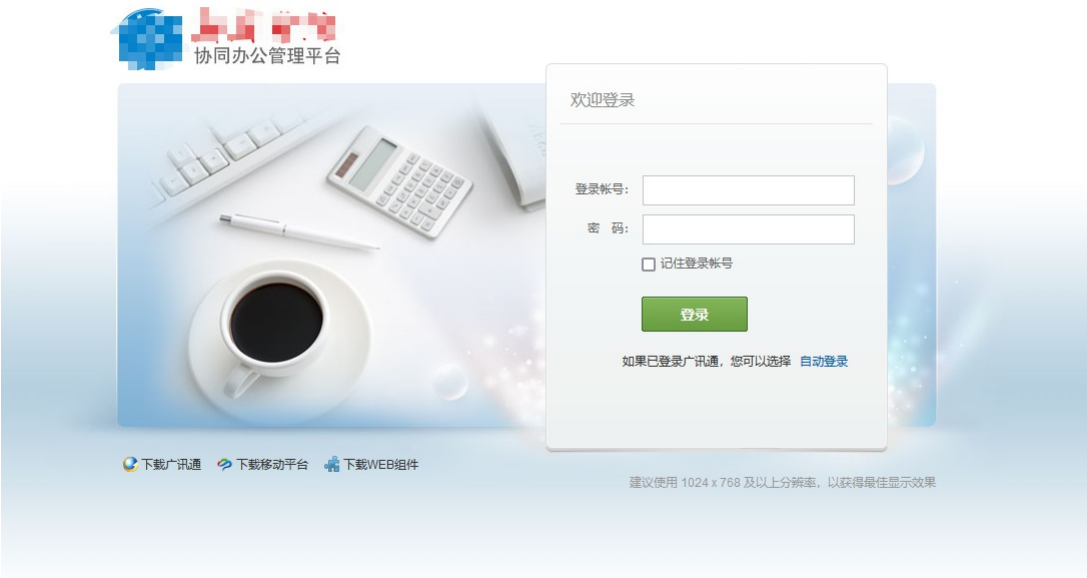 协同办公管理平台
欢迎登录
登录帐号：
密 码：
记住登录帐号
登录
如果已登录广讯通，您可以选择 自动登录
下载广讯通 下载移动平台 下载WEB组件
建议使用 1024 x 768 及以上分辨率，以获得最佳显示效果